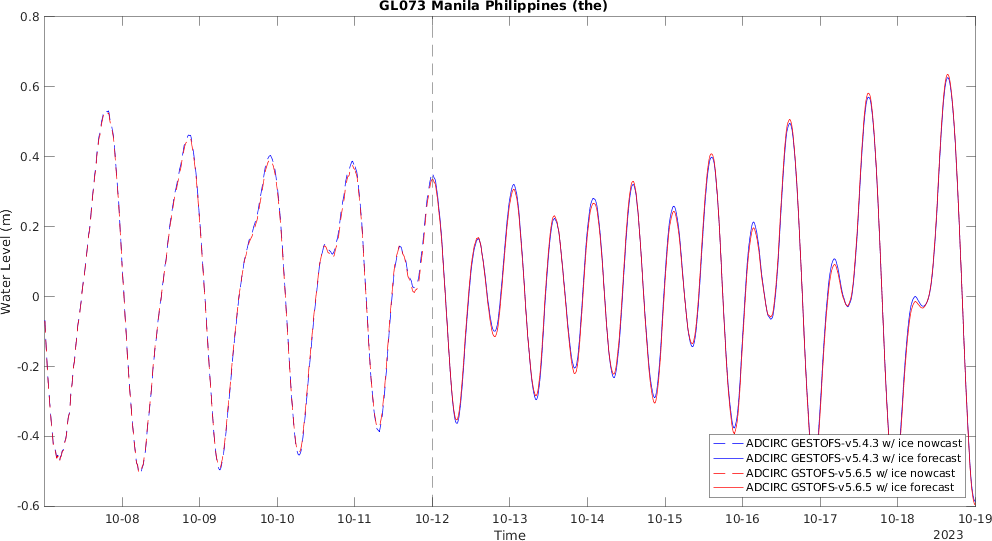 GL073 Manila Philippines (the)
0.8
0.6
0.4
0.2
0
-0.2
-0.4
-0.6
Water Level (m)
ADCIRC GESTOFS-v5.4.3 w/ ice nowcast
ADCIRC GESTOFS-v5.4.3 w/ ice forecast
ADCIRC GSTOFS-v5.6.5 w/ ice nowcast
ADCIRC GSTOFS-v5.6.5 w/ ice forecast
10-08 10-09 10-10 10-11 10-12 10-13 10-14 10-15 10-16 10-17 10-18 10-19
Time
2023